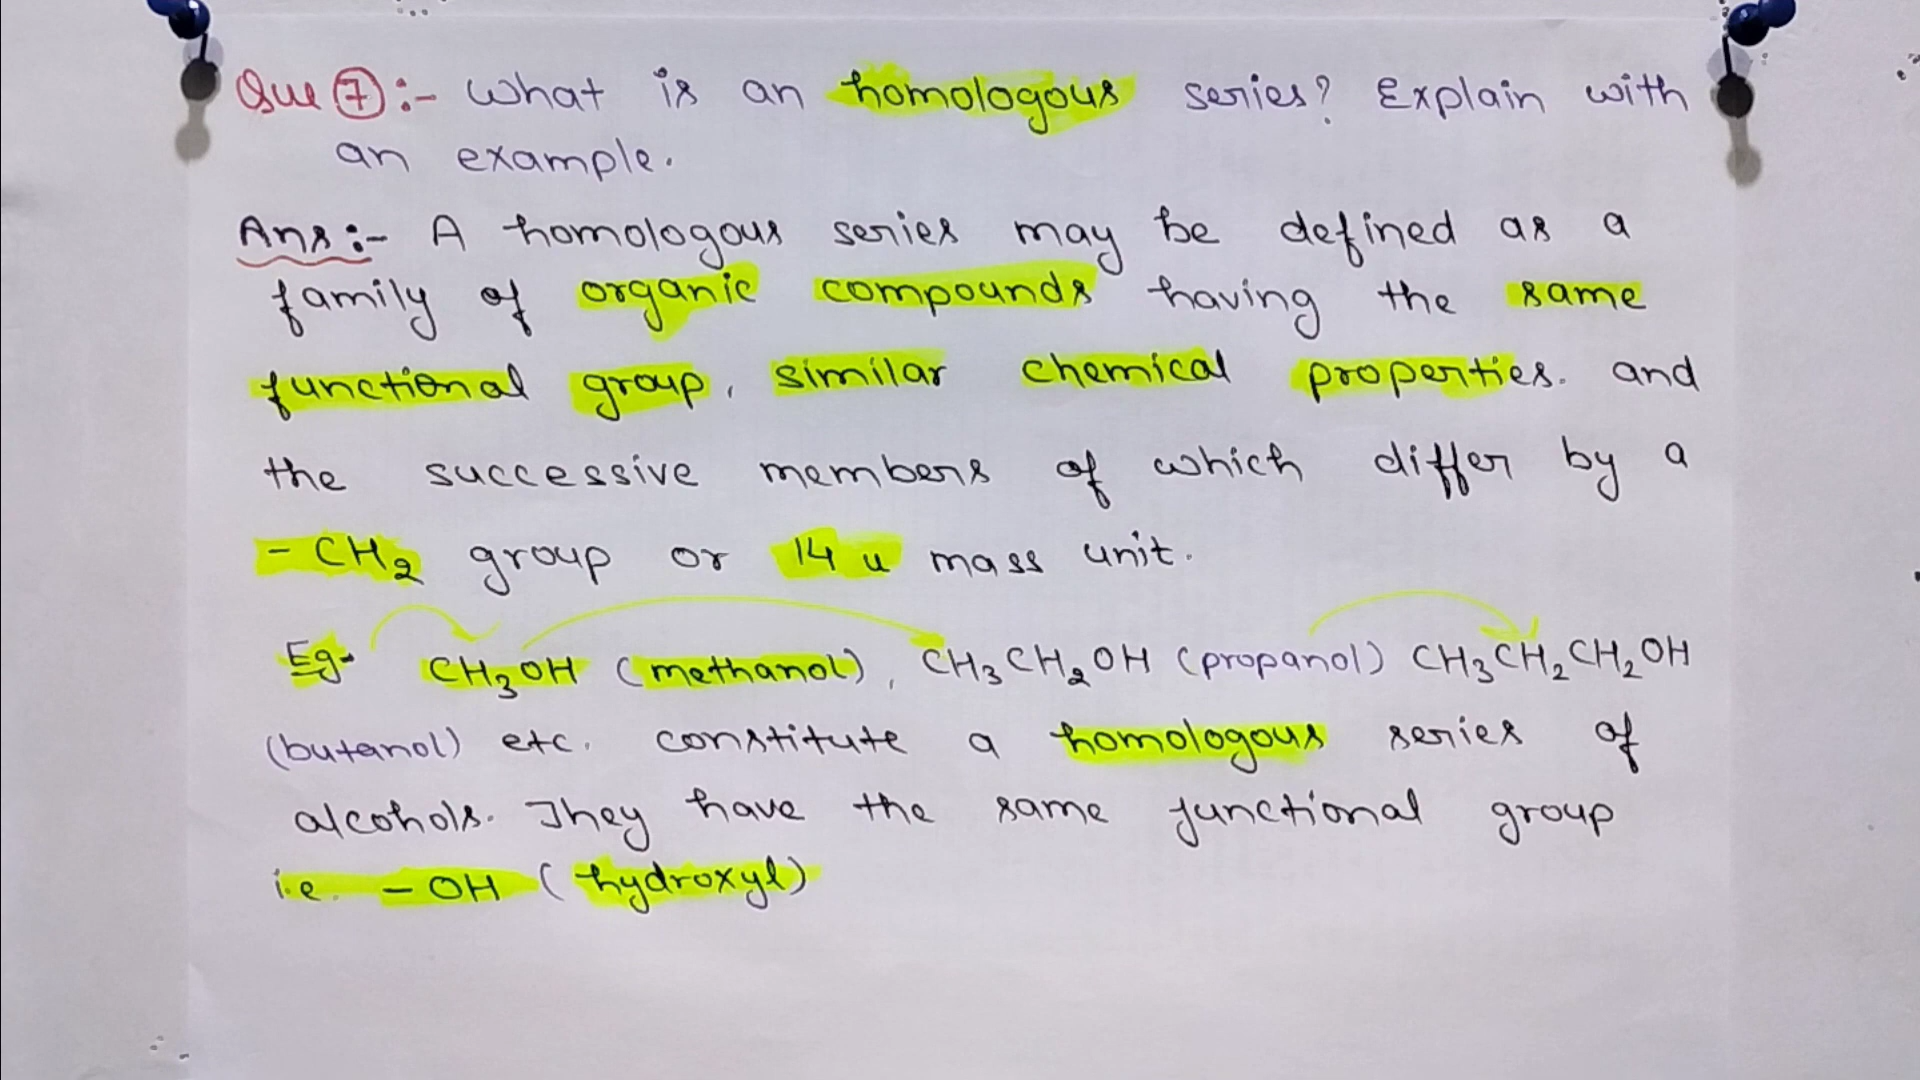 Que 7 :- What is an homologous series? Explain with
an example.
Ans :- A homologous series may be defined as a
family of organic compounds having the same
functional group, similar chemical properties. and
the successive members of which differ by a
- CH₂ group or 14 u mass unit.
Eg- CH₃OH (methanol), CH₃CH₂OH (propanol) CH₃CH₂CH₂OH
(butanol) etc. constitute a homologous series of
alcohols. They have the same functional group
i.e. - OH (hydroxyl)